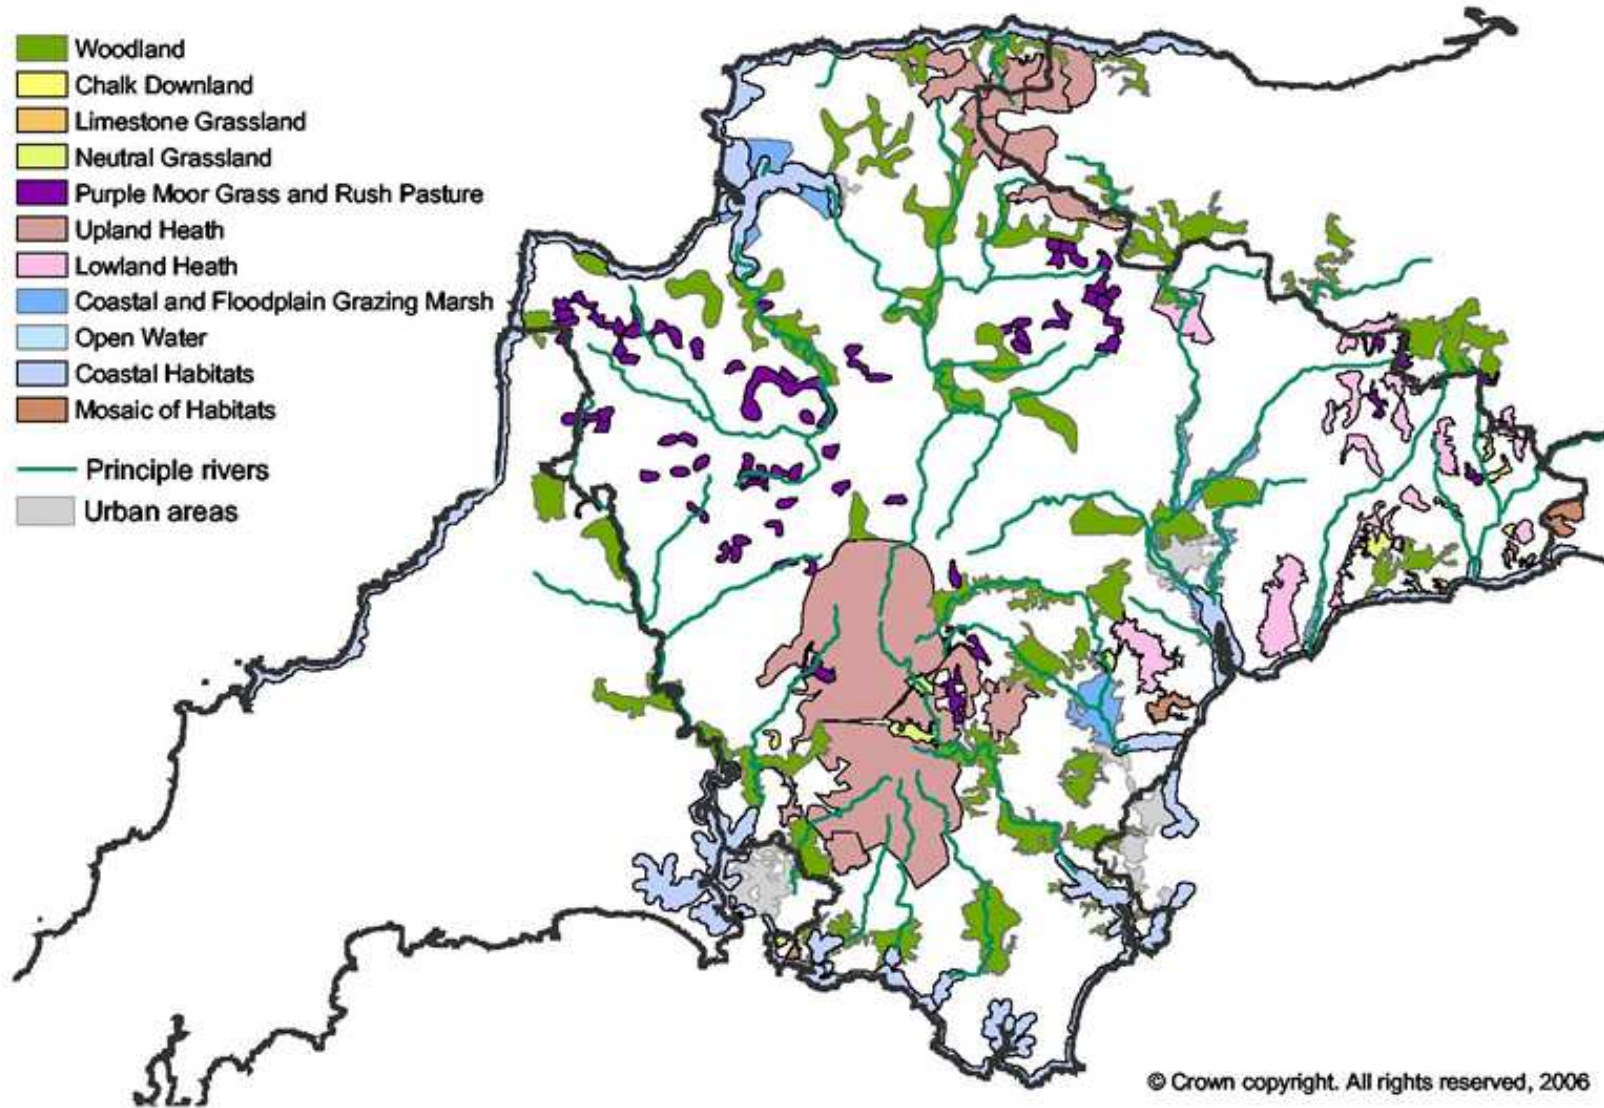 Woodland
Chalk Downland
Limestone Grassland
Neutral Grassland
Purple Moor Grass and Rush Pasture
Upland Heath
Lowland Heath
Coastal and Floodplain Grazing Marsh
Open Water
Coastal Habitats
Mosaic of Habitats
Principle rivers
Urban areas
© Crown copyright. All rights reserved, 2006